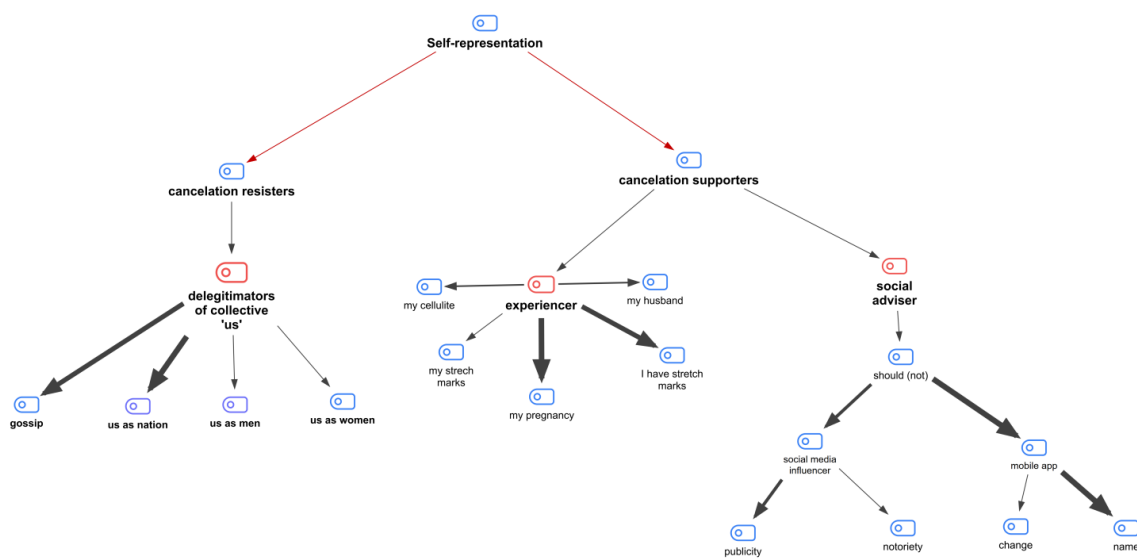 Self-representation
cancelation resisters
cancelation supporters
delegitimators
of collective
'us'
my cellulite
experiencer
my husband
social
adviser
my strech
marks
I have stretch
marks
my pregnancy
should (not)
gossip
us as nation
us as men
us as women
social media
influencer
mobile app
publicity
notoriety
change
name